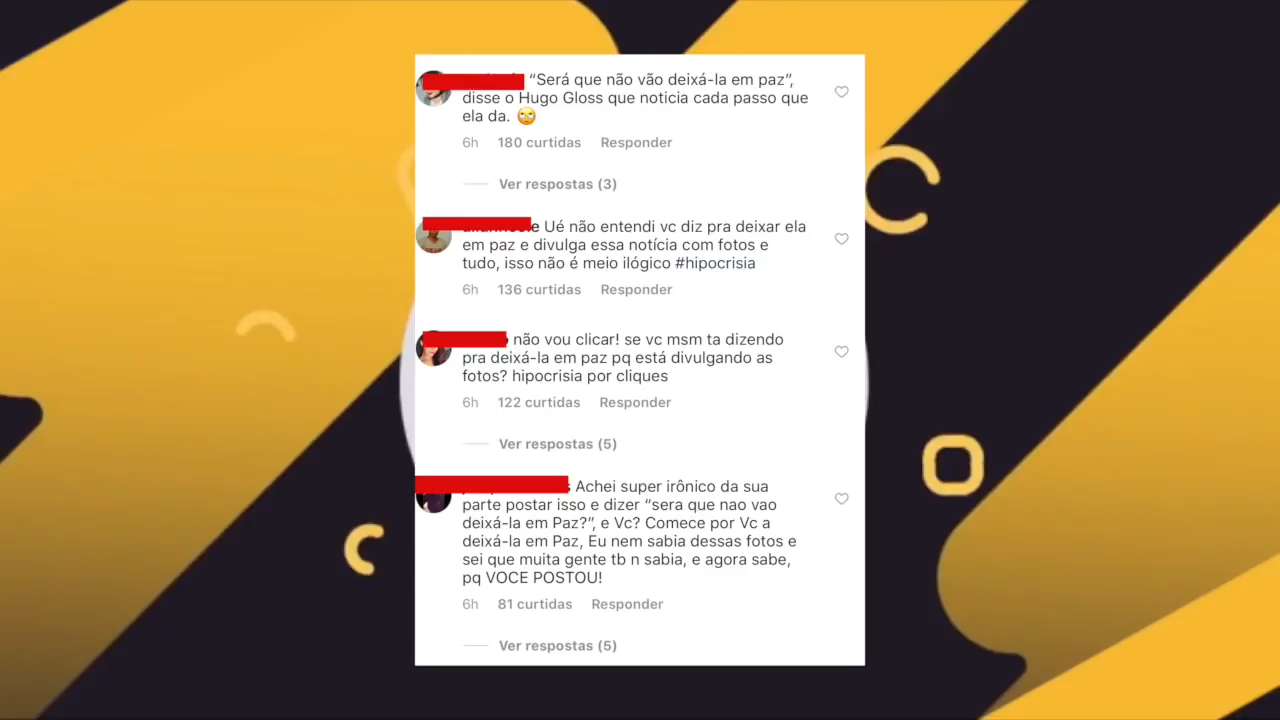 “Será que não vão deixá-la em paz”,
disse o Hugo Gloss que noticia cada passo que
ela da. 🙄
6h 180 curtidas Responder
Ver respostas (3)
Ué não entendi vc diz pra deixar ela
em paz e divulga essa notícia com fotos e
tudo, isso não é meio ilógico #hipocrisia
6h 136 curtidas Responder
não vou clicar! se vc msm ta dizendo
pra deixá-la em paz pq está divulgando as
fotos? hipocrisia por cliques
6h 122 curtidas Responder
Ver respostas (5)
Achei super irônico da sua
parte postar isso e dizer “sera que nao vao
deixá-la em Paz?”, e Vc? Comece por Vc a
deixá-la em Paz, Eu nem sabia dessas fotos e
sei que muita gente tb n sabia, e agora sabe,
pq VOCE POSTOU!
6h 81 curtidas Responder
Ver respostas (5)